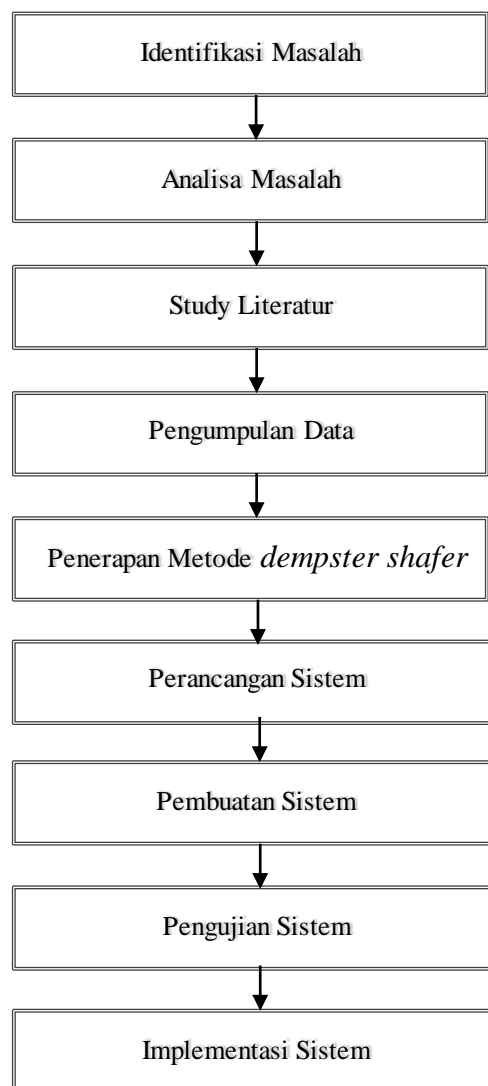 Identifikasi Masalah
Analisa Masalah
Study Literatur
Pengumpulan Data
Penerapan Metode dempster shafer
Perancangan Sistem
Pembuatan Sistem
Pengujian Sistem
Implementasi Sistem